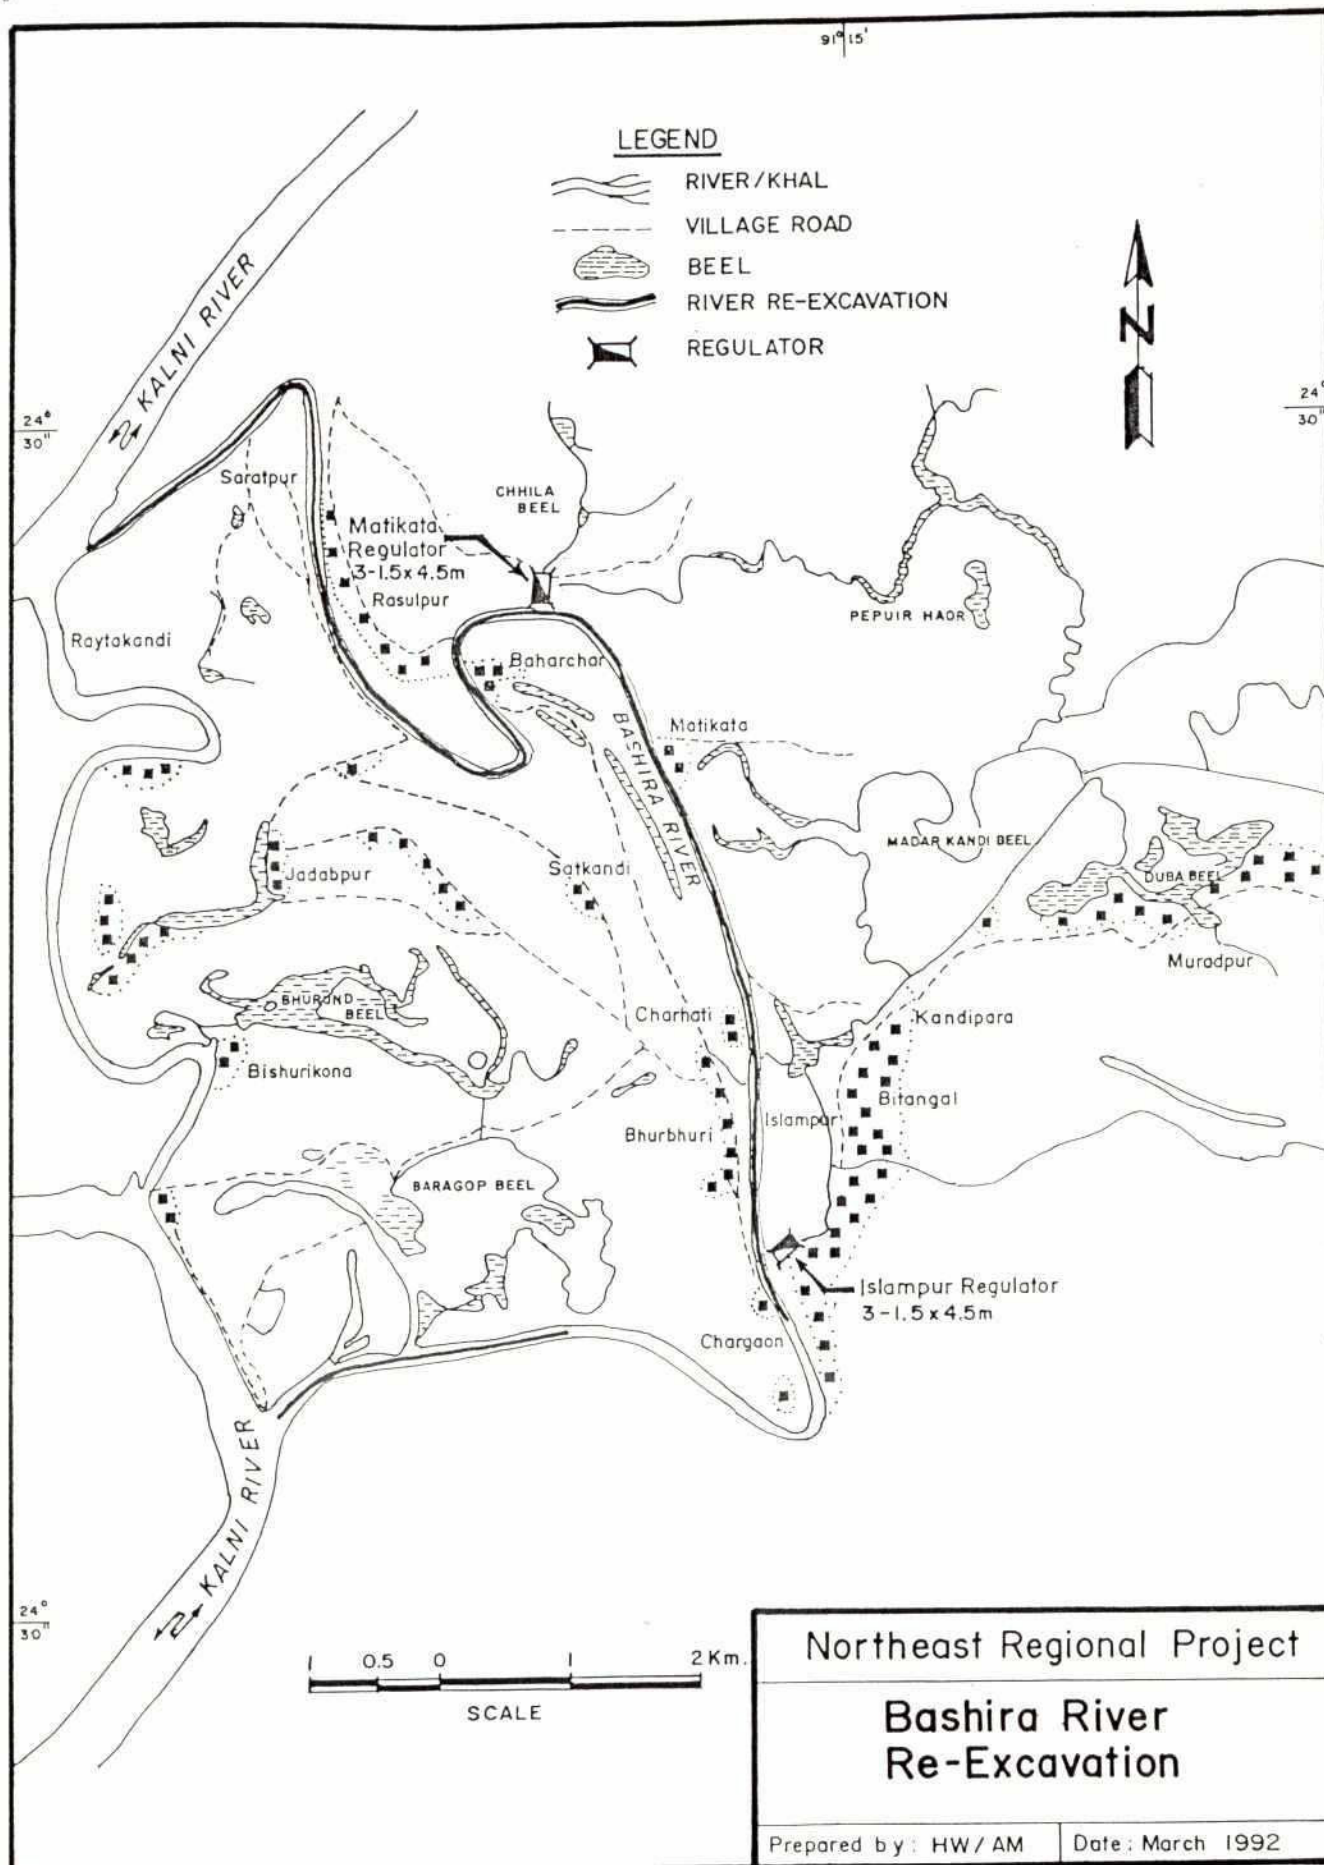 91° 15'
LEGEND
RIVER/KHAL
VILLAGE ROAD
BEEL
RIVER RE-EXCAVATION
REGULATOR
N
KALNI RIVER
24°
30"
24°
30"
Saratpur
CHHILA
BEEL
Matikata
Regulator
3-1.5x4.5m
Rasulpur
PEPUIR HAOR
Raytakandi
Baharchar
Matikata
BASHIRA RIVER
MADAR KANDI BEEL
DUBA BEEL
Jadabpur
Satkandi
Muradpur
BHURUND
BEEL
Charhati
Kandipara
Bishurikona
Bitangal
Islampur
Bhurbhuri
BARAGOP BEEL
Islampur Regulator
3-1.5x4.5m
Chargaon
KALNI RIVER
24°
30"
1 0.5 0 1 2 Km.
SCALE
Northeast Regional Project
Bashira River
Re-Excavation
Prepared by: HW/AM
Date: March 1992